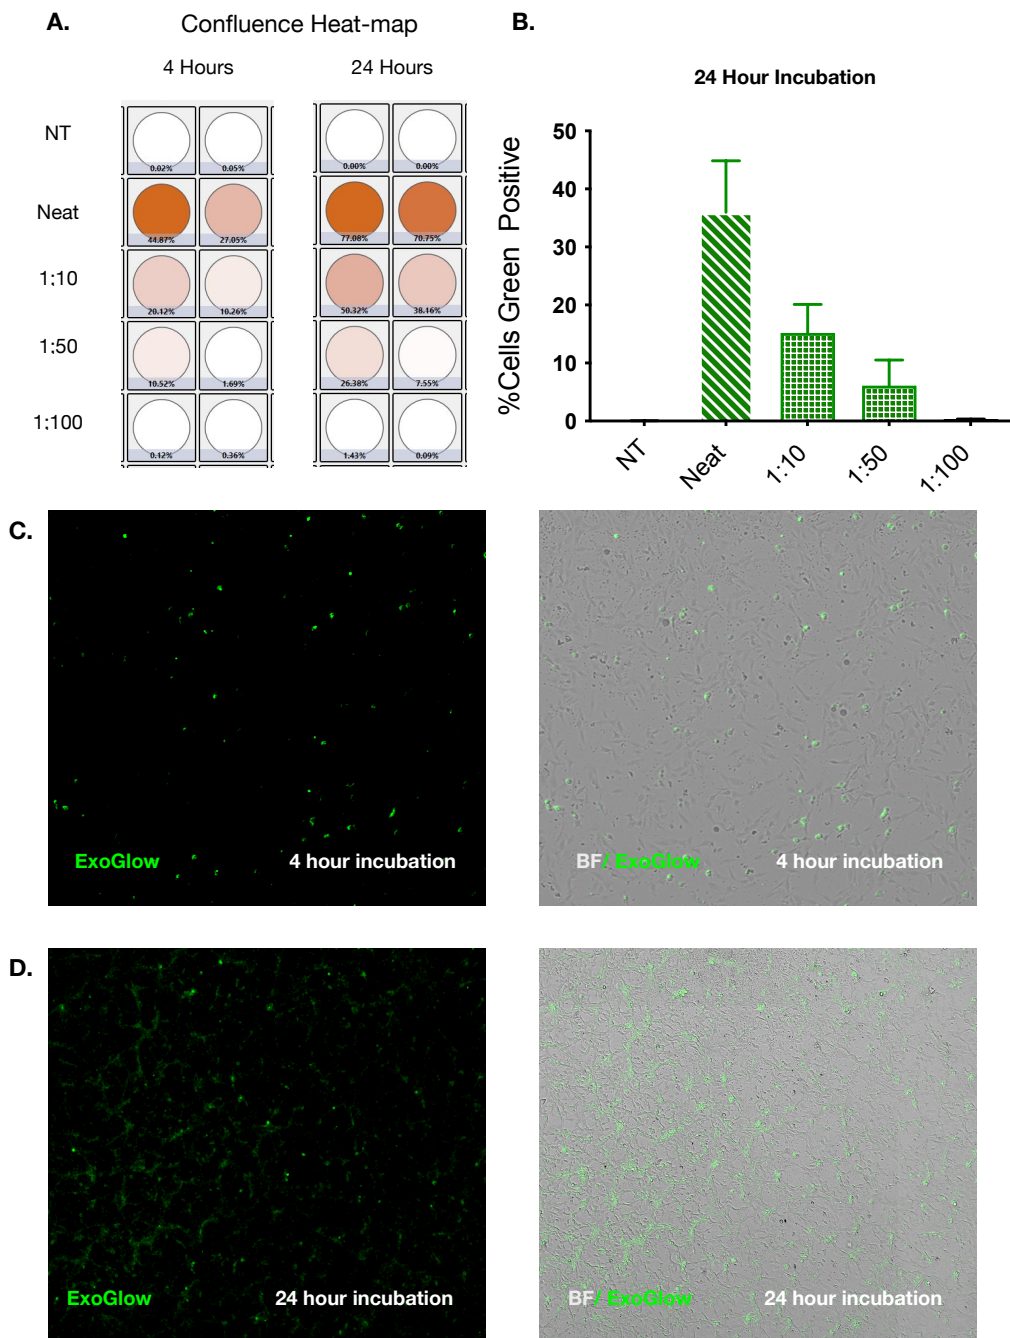 A.
Confluence Heat-map
4 Hours
24 Hours
NT
0.02%
0.05%
0.00%
0.00%
Neat
44.87%
27.05%
77.08%
70.75%
1:10
20.12%
10.26%
50.32%
38.16%
1:50
10.52%
1.69%
26.38%
7.55%
1:100
0.12%
0.36%
1.43%
0.09%
B.
24 Hour Incubation
%Cells Green Positive
50
40
30
20
10
0
NT
Neat
1:10
1:50
1:100
C.
ExoGlow
4 hour incubation
BF/ ExoGlow
4 hour incubation
D.
ExoGlow
24 hour incubation
BF/ ExoGlow
24 hour incubation